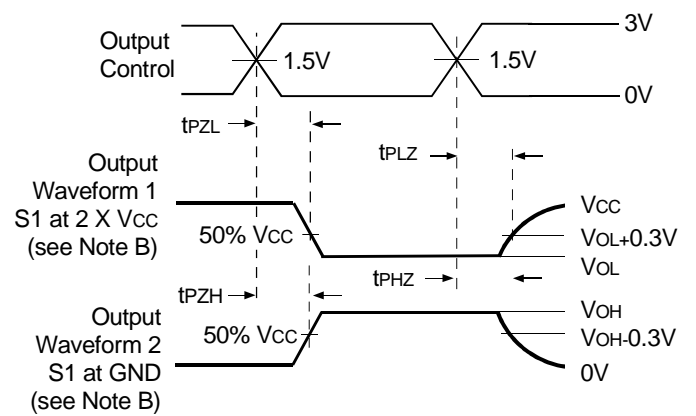 3V
Output
Control
1.5V
1.5V
0V
tPZL
tPLZ
Output
Waveform 1
S1 at 2 X VCC
(see Note B)
50% VCC
VCC
VOL+0.3V
VOL
tPZH
tPHZ
Output
Waveform 2
S1 at GND
(see Note B)
50% VCC
VOH
VOH-0.3V
0V